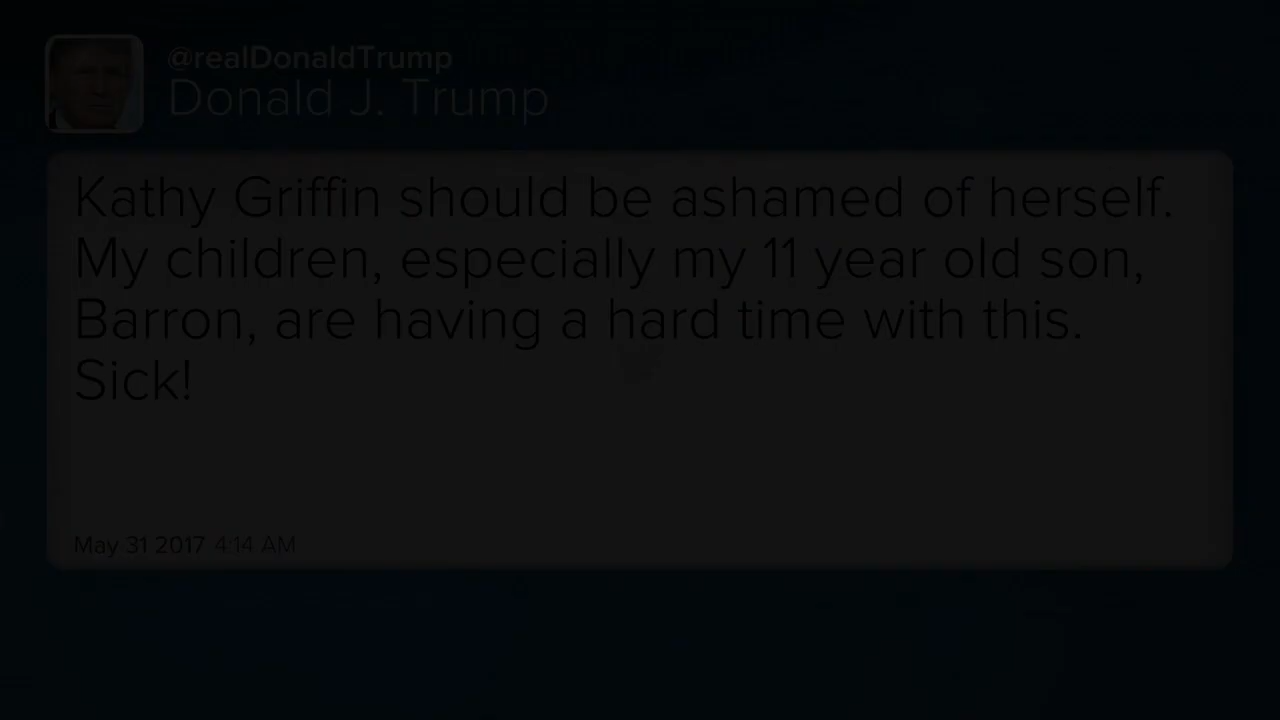 @realDonaldTrump
Donald J. Trump
Kathy Griffin should be ashamed of herself.
My children, especially my 11 year old son,
Barron, are having a hard time with this.
Sick!
May 31 2017 4:14 AM